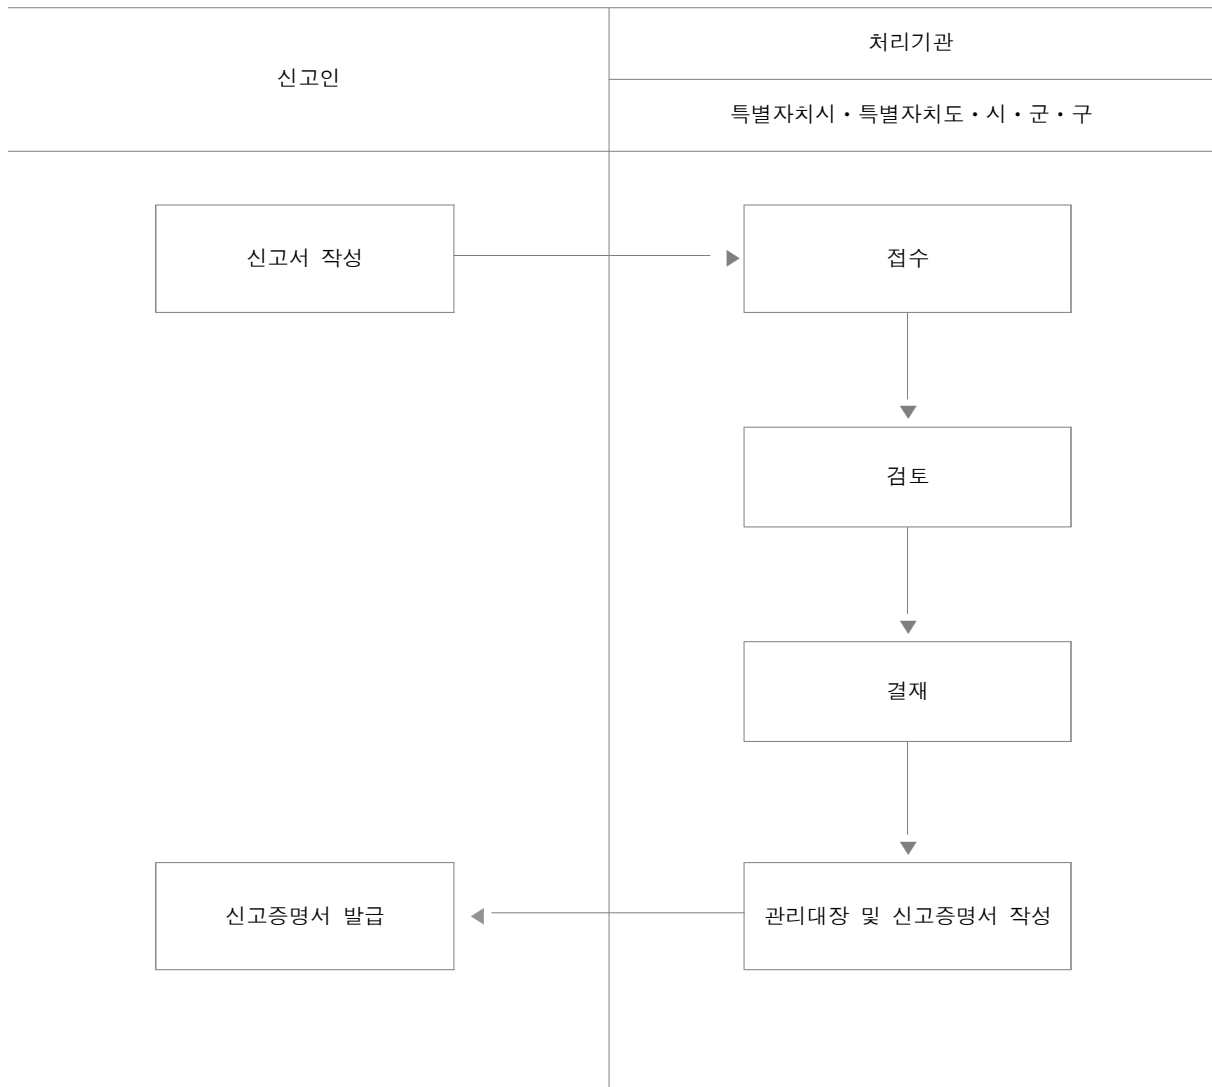 신고인
처리기관
특별자치시・특별자치도・시・군・구
신고서 작성
접수
검토
결재
관리대장 및 신고증명서 작성
신고증명서 발급